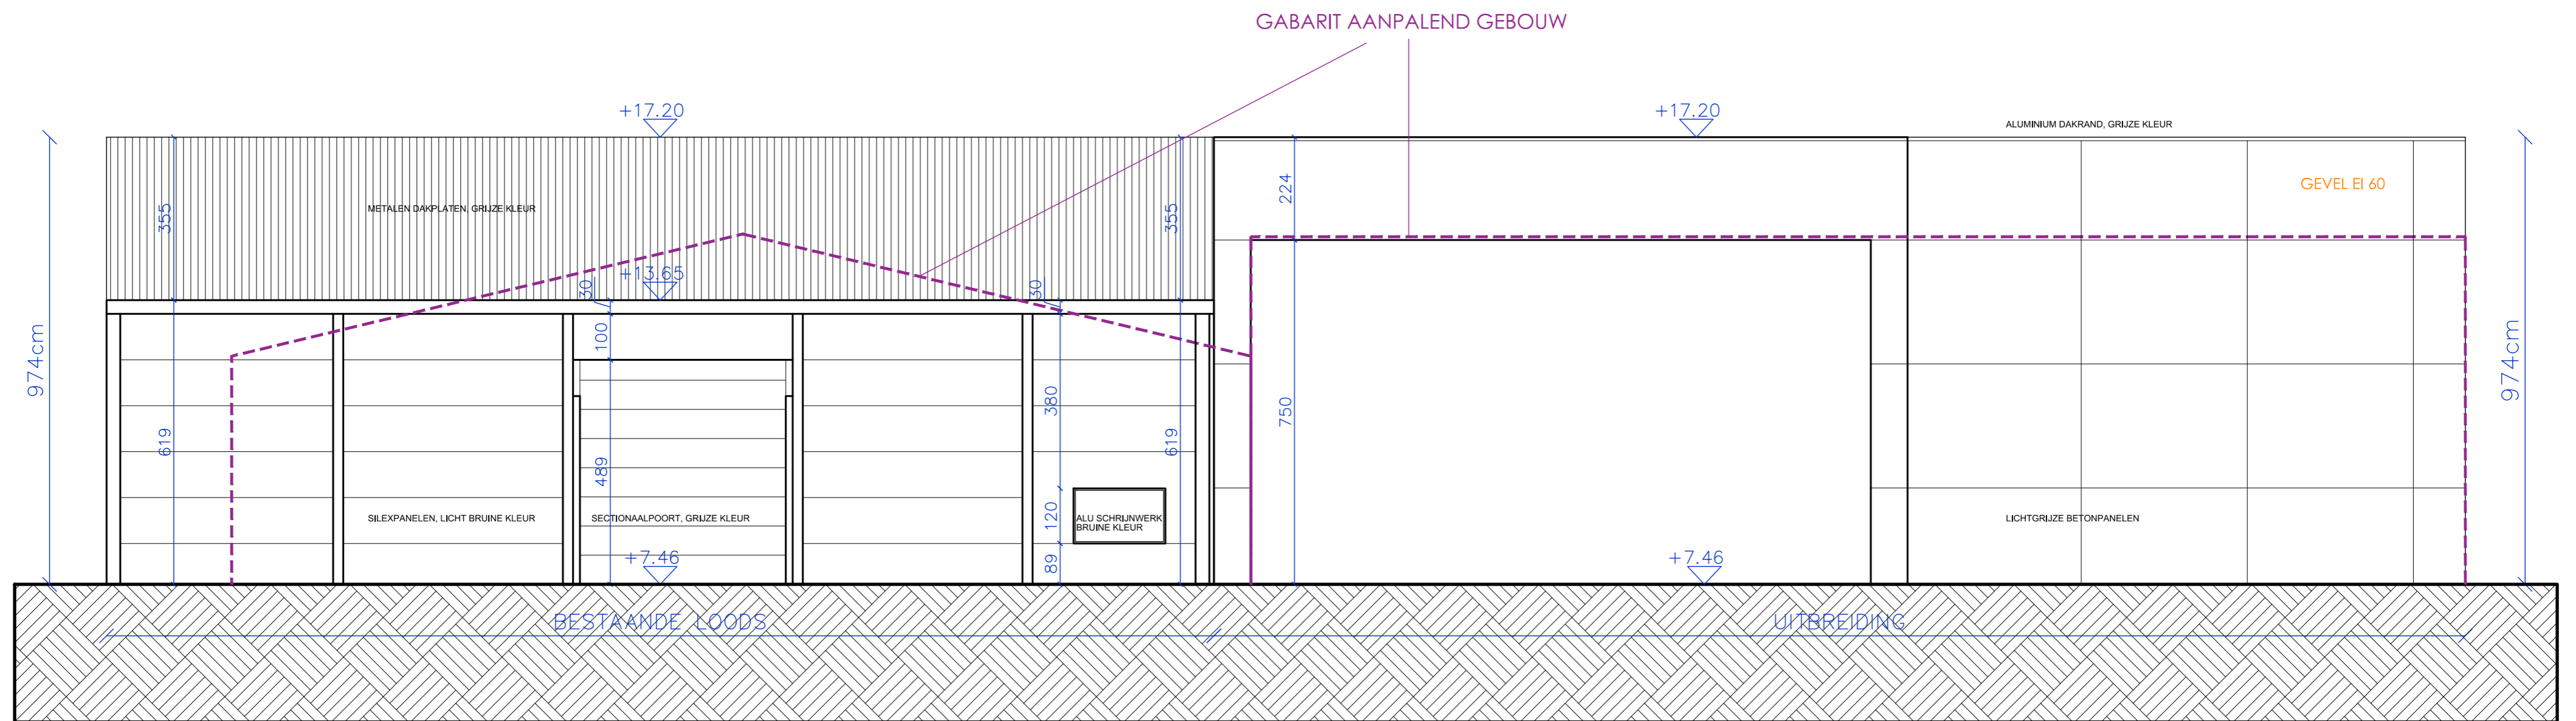 GABARIT AANPALEND GEBOUW
+17.20
+17.20
ALUMINIUM DAKRAND, GRIJZE KLEUR
GEVEL EI 60
METALEN DAKPLATEN, GRIJZE KLEUR
355
355
224
+13.65
30
30
974cm
100
619
489
380
619
750
974cm
SILEXPANELEN, LICHT BRUINE KLEUR
SECTIONAALPOORT, GRIJZE KLEUR
120
ALU SCHRIJNWERK
BRUINE KLEUR
LICHTGRIJZE BETONPANELEN
89
+7.46
+7.46
BESTAANDE LOODS
UITBREIDING